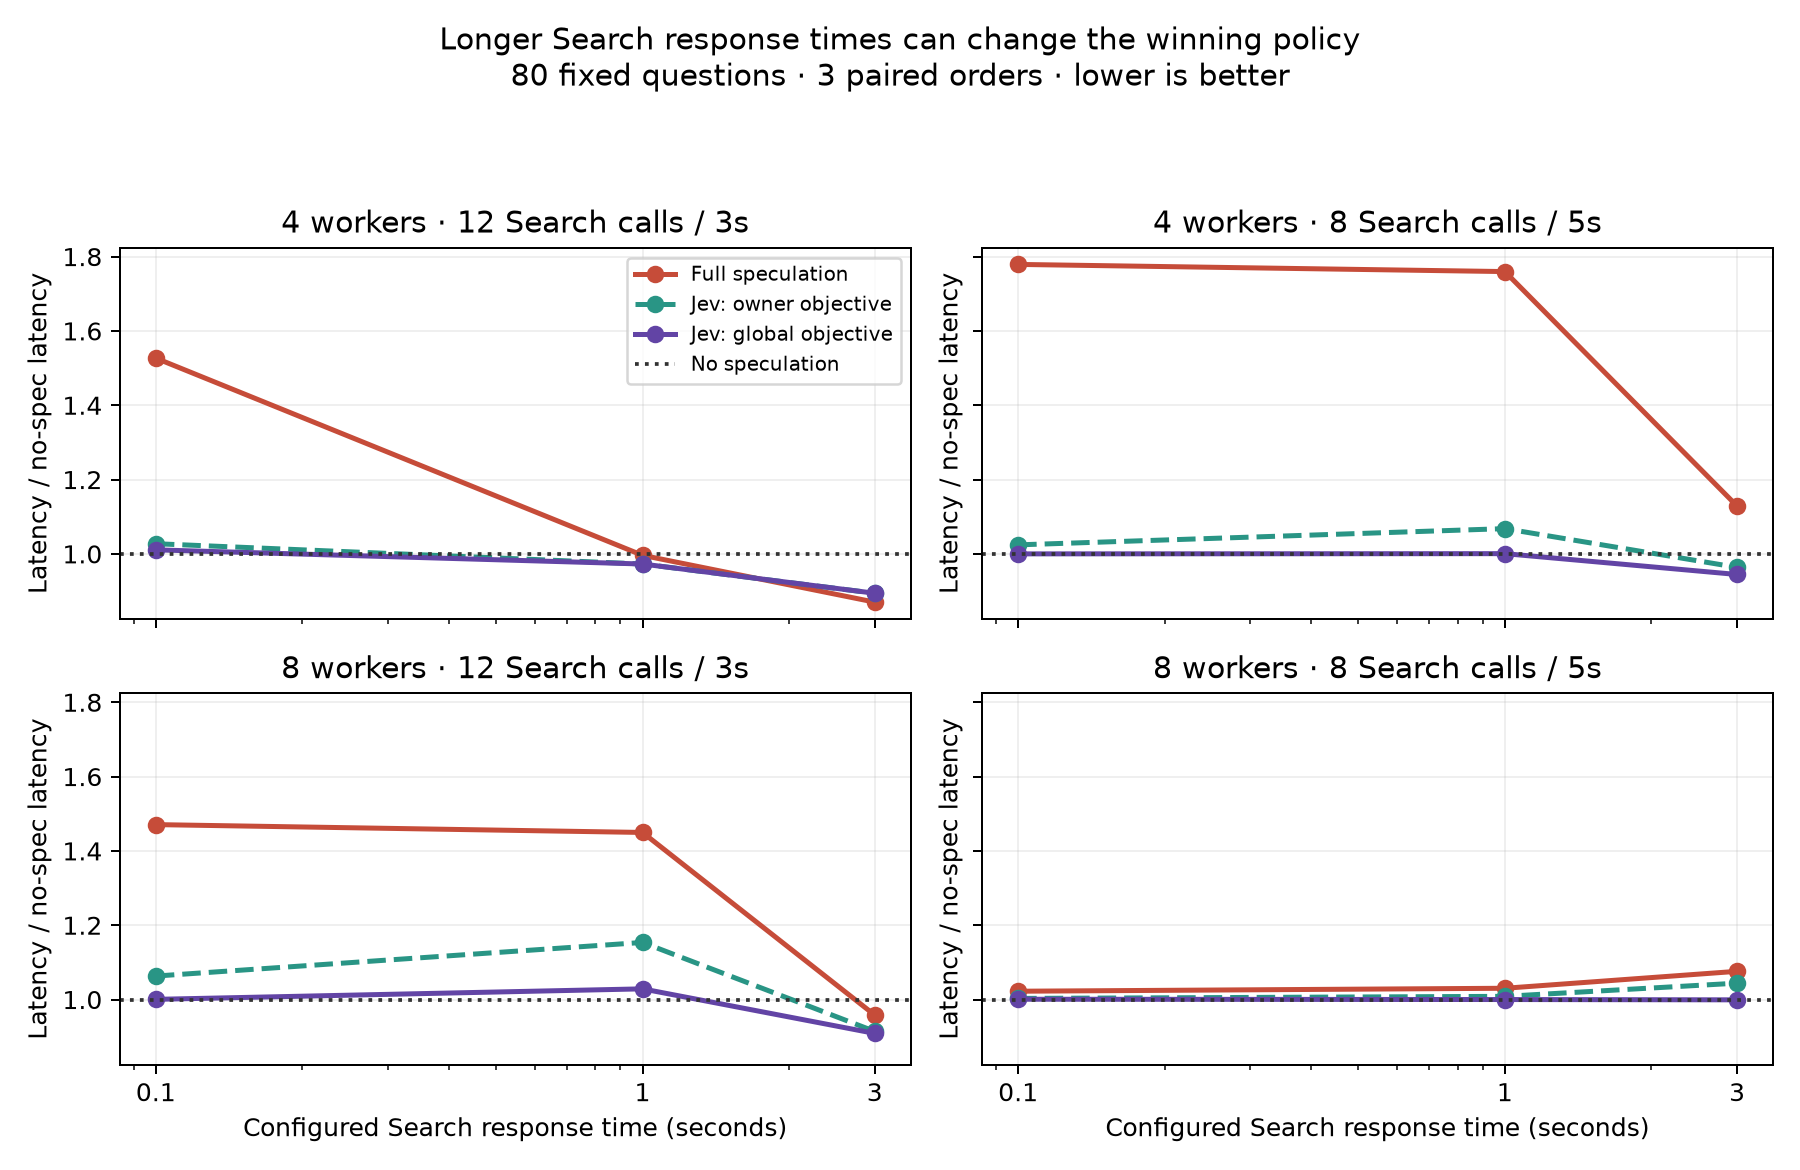 Longer Search response times can change the winning policy
80 fixed questions · 3 paired orders · lower is better
4 workers · 12 Search calls / 3s
Latency / no-spec latency
1.8
1.6
1.4
1.2
1.0
Full speculation
Jev: owner objective
Jev: global objective
No speculation
4 workers · 8 Search calls / 5s
Latency / no-spec latency
8 workers · 12 Search calls / 3s
Latency / no-spec latency
1.8
1.6
1.4
1.2
1.0
0.1
1
3
Configured Search response time (seconds)
8 workers · 8 Search calls / 5s
Latency / no-spec latency
0.1
1
3
Configured Search response time (seconds)